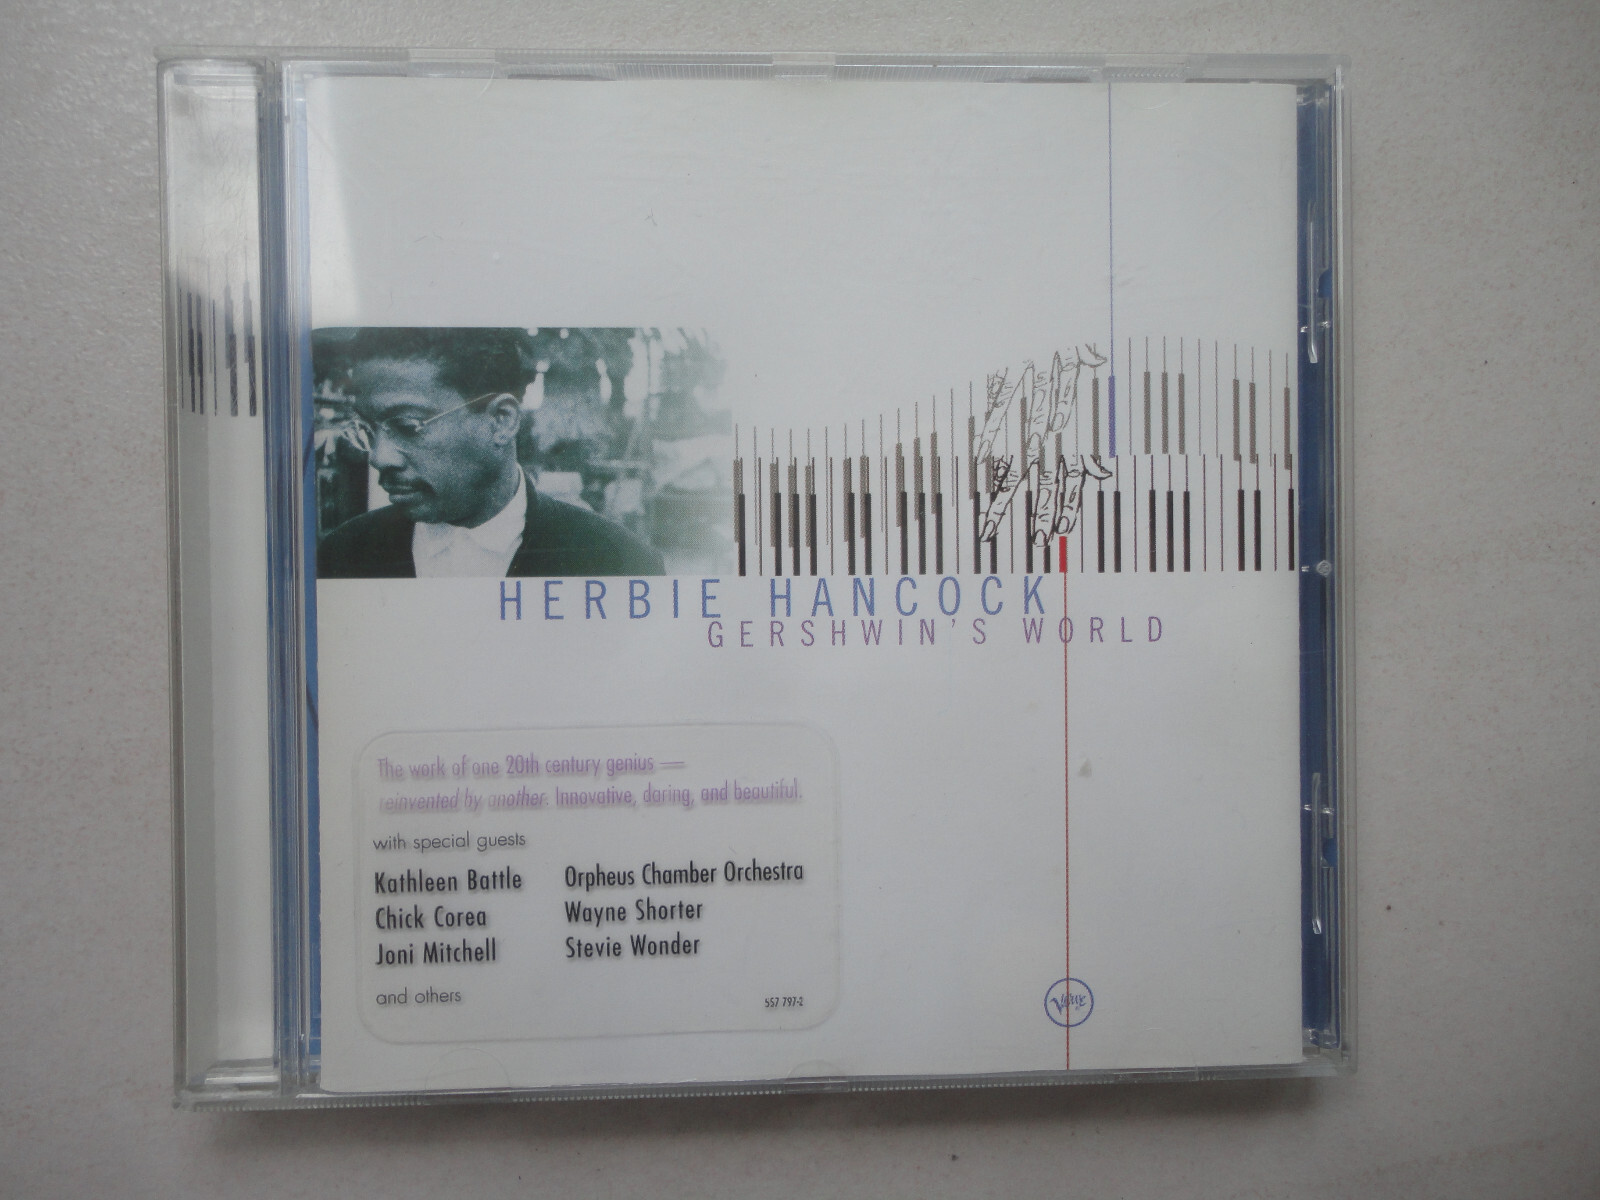 HERBIE HANCOCK
GERSHWIN'S WORLD
The work of one 20th century genius —
reinvented by another. Innovative, daring, and beautiful.
with special guests
Kathleen Battle
Chick Corea
Joni Mitchell
Orpheus Chamber Orchestra
Wayne Shorter
Stevie Wonder
and others
557 797-2
Verve